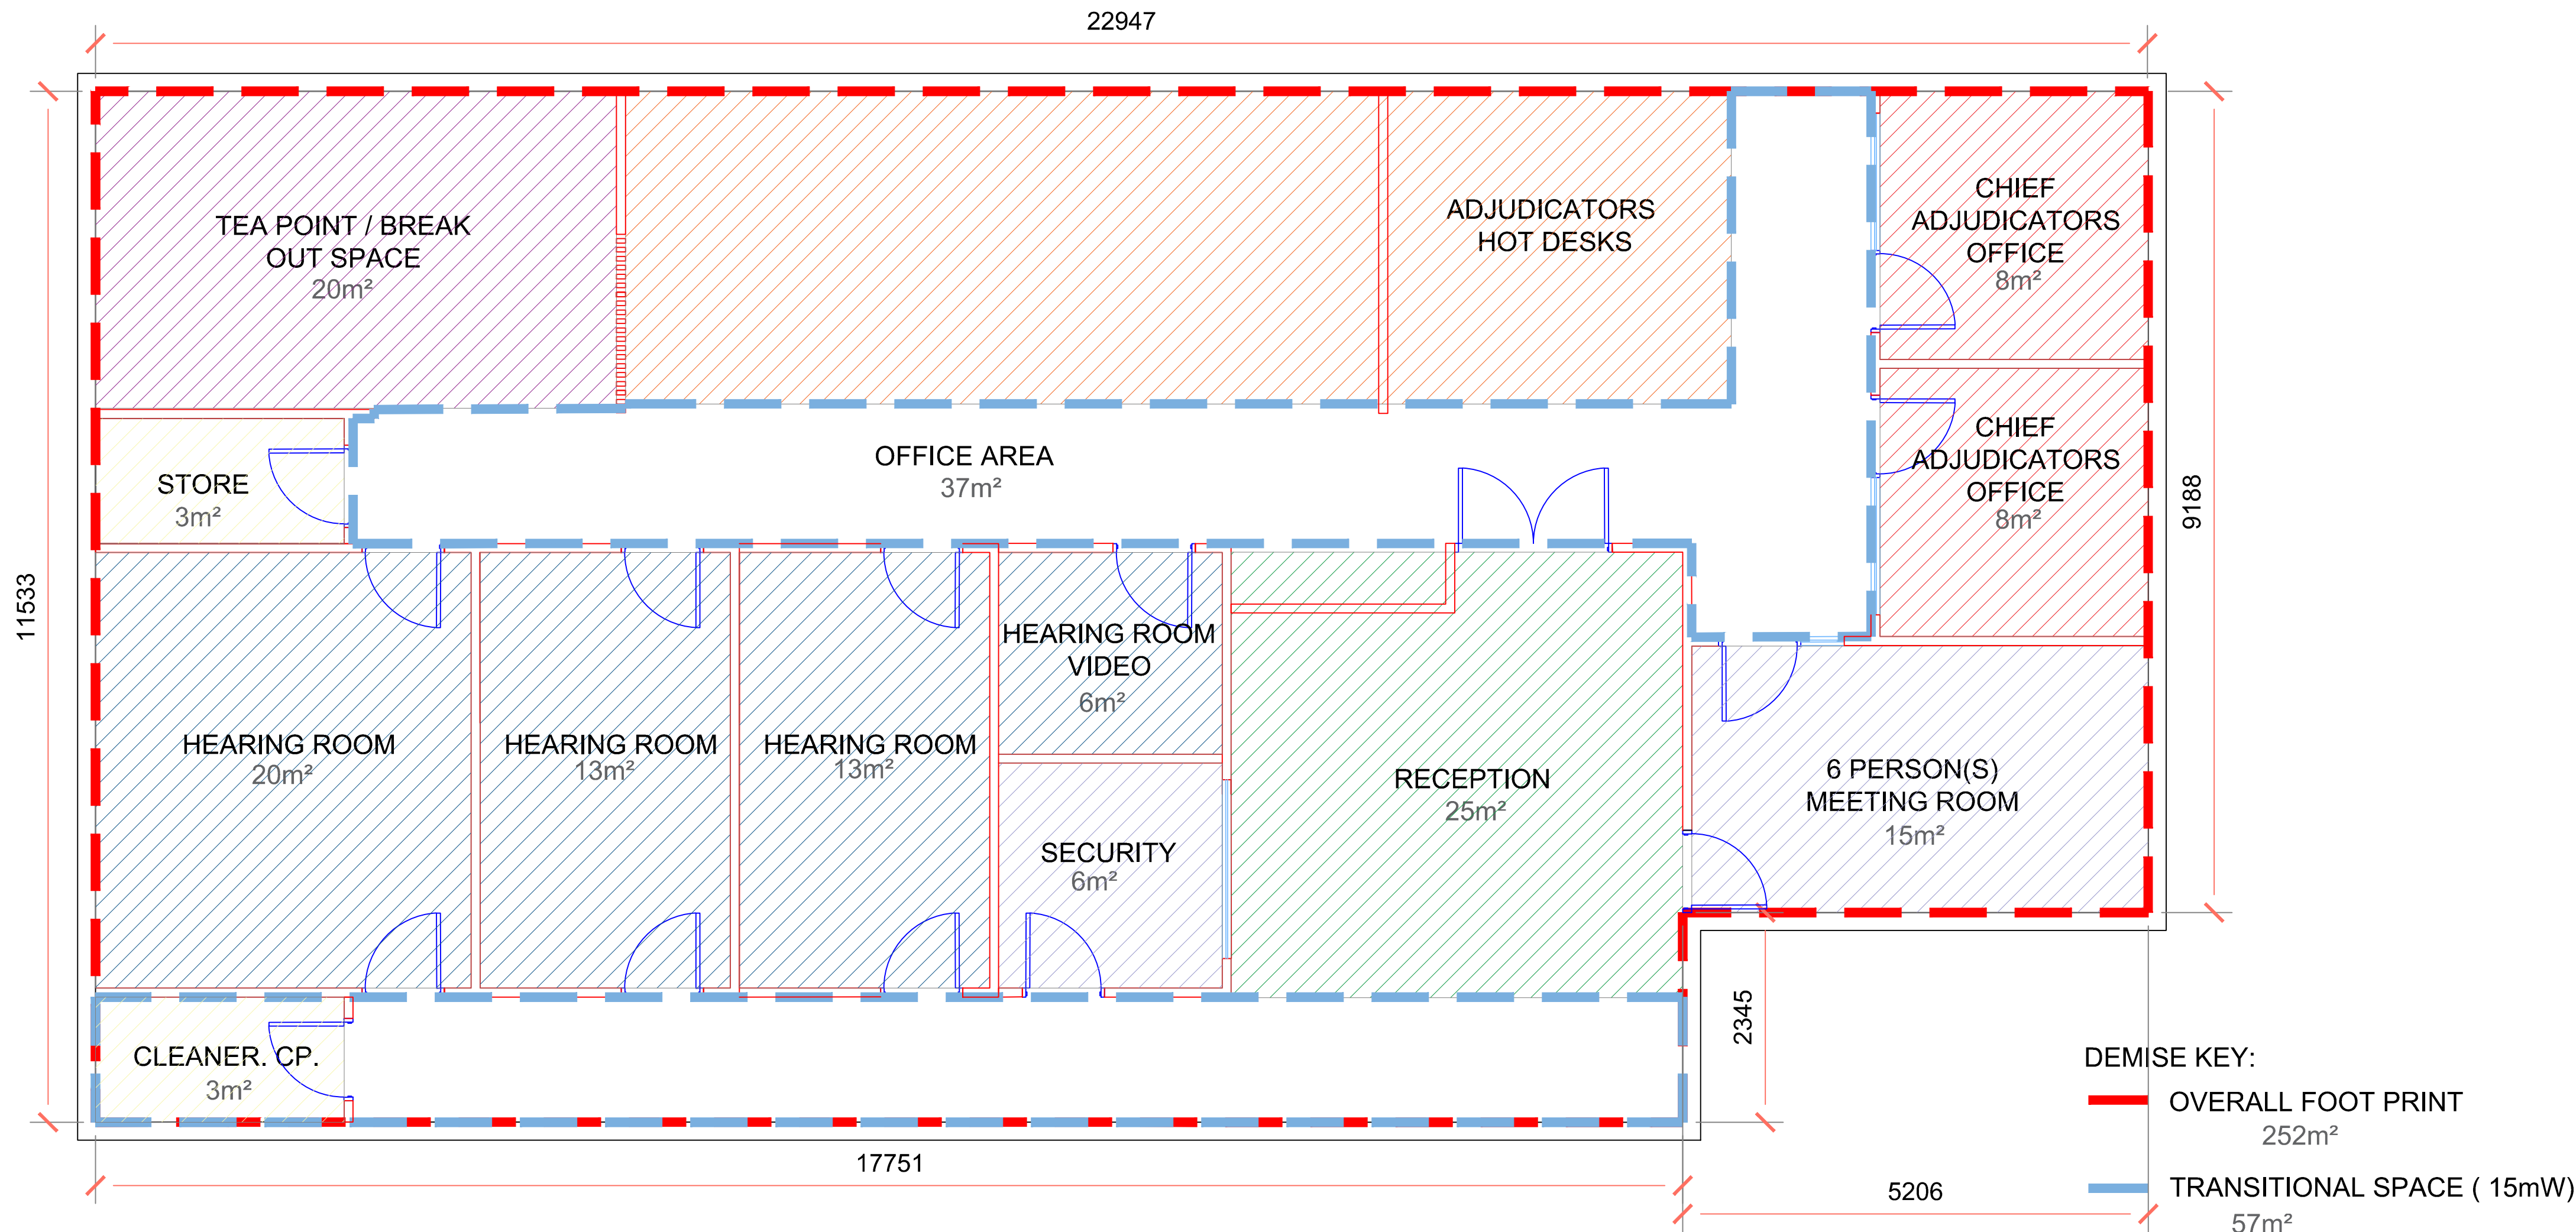 22947
TEA POINT / BREAK
OUT SPACE
20m²
ADJUDICATORS
HOT DESKS
CHIEF
ADJUDICATORS
OFFICE
8m²
CHIEF
ADJUDICATORS
OFFICE
8m²
9188
OFFICE AREA
37m²
STORE
3m²
11533
HEARING ROOM
20m²
HEARING ROOM
13m²
HEARING ROOM
13m²
HEARING ROOM
VIDEO
6m²
SECURITY
6m²
RECEPTION
25m²
6 PERSON(S)
MEETING ROOM
15m²
CLEANER. CP.
3m²
2345
17751
5206
DEMISE KEY:
OVERALL FOOT PRINT
252m²
TRANSITIONAL SPACE ( 15mW)
57m²